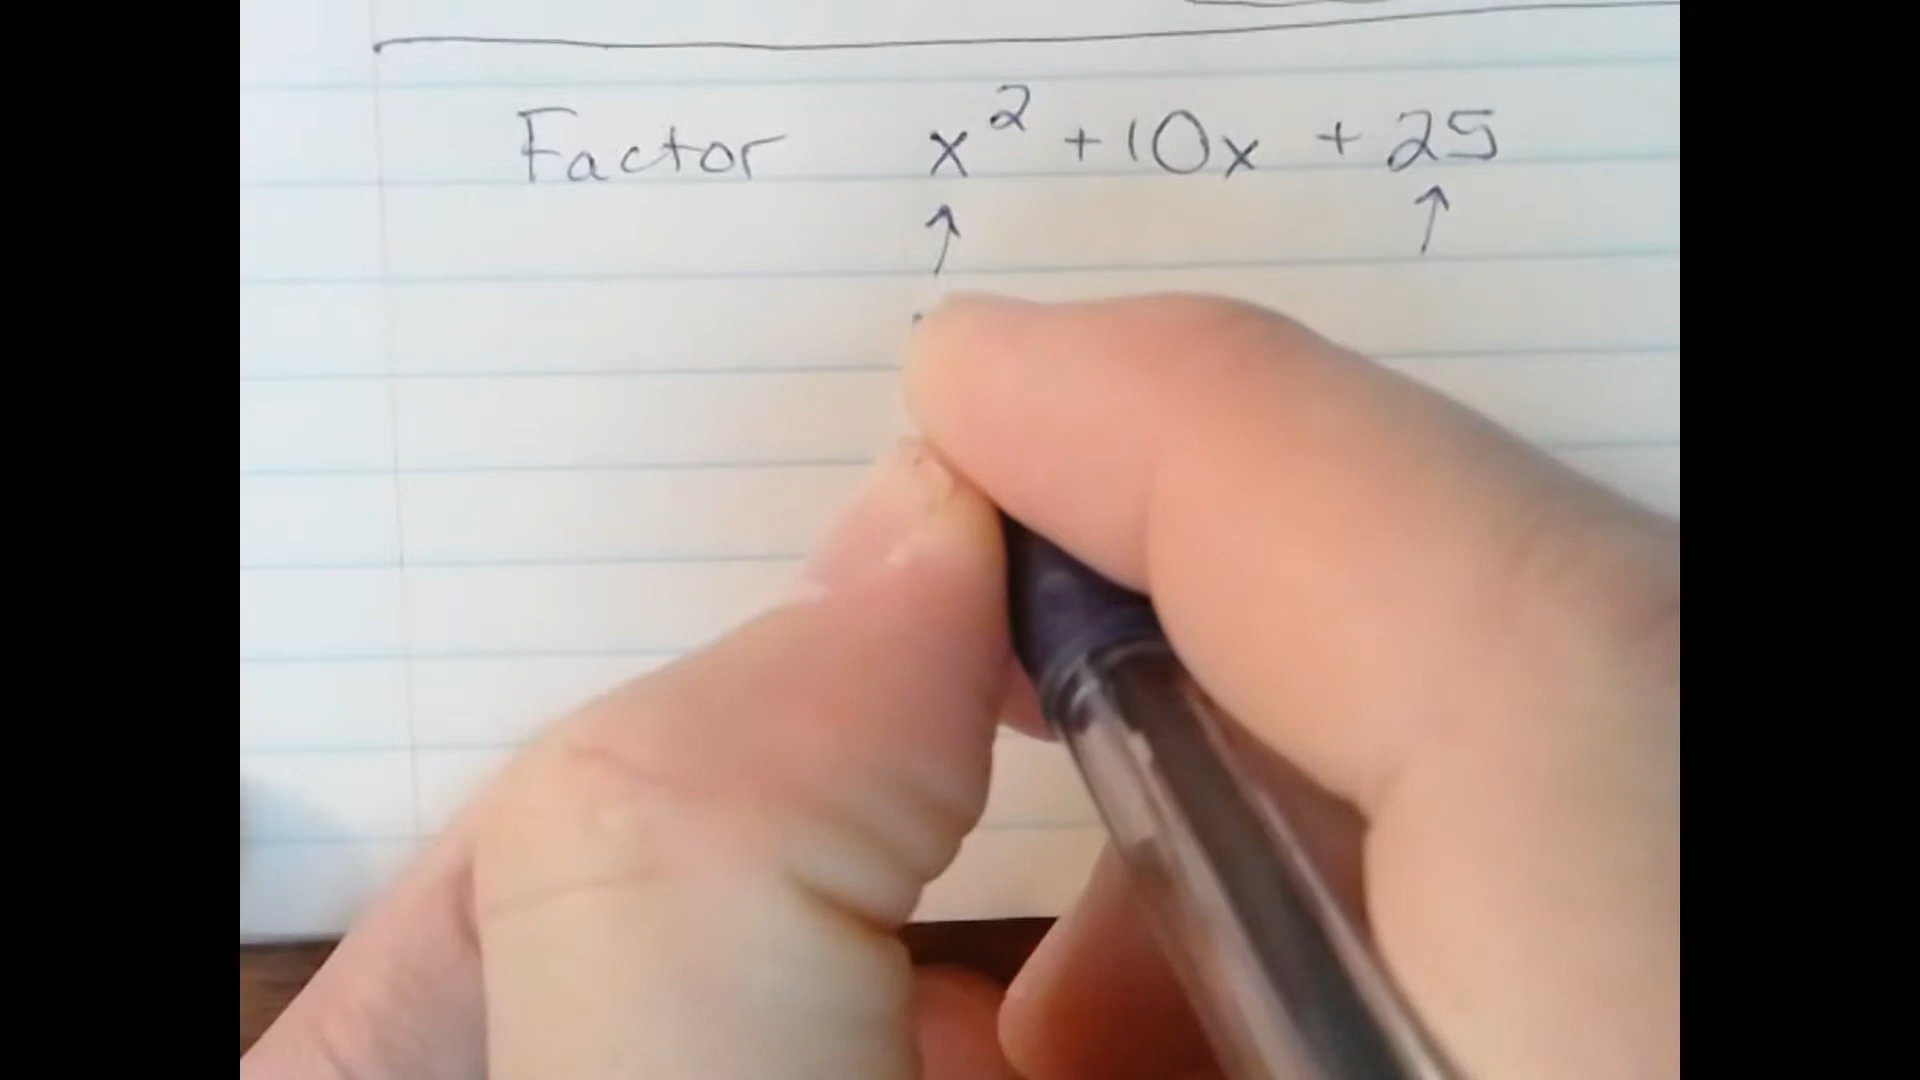 Factor x² +10x + 25
↑ ↑